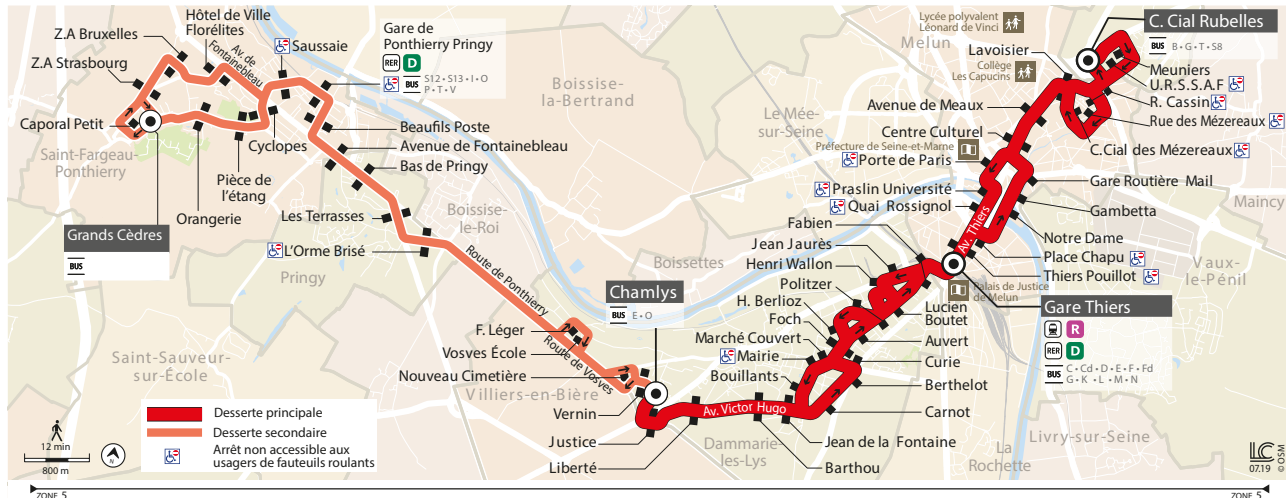 Hôtel de Ville
Florélites
Z.A Bruxelles
Z.A Strasbourg
Av. de
Fontainebleau
Saussaie
Gare de
Ponthierry Pringy
RER D
BUS S12 • S13 • I • O
P • T • V
Caporal Petit
Saint-Fargeau-
Ponthierry
Orangerie
Pièce de
l'étang
Cyclopes
Beaufils Poste
Avenue de Fontainebleau
Bas de Pringy
Grands Cèdres
BUS
Les Terrasses
L'Orme Brisé
Pringy
Boissise-
la-Bertrand
Boissise-
le-Roi
Boissettes
Route de Ponthierry
Chamlys
BUS E • O
F. Léger
Vosves École
Nouveau Cimetière
Route de Vosves
Villiers-en-Bière
Vernin
Justice
Liberté
Saint-Sauveur-
sur-École
Av. Victor Hugo
Dammarie-
les-Lys
Barthou
Jean de la Fontaine
Carnot
Berthelot
Curie
Auvert
Lucien
Boutet
Fabien
Jean Jaurès
Henri Wallon
Politzer
H. Berlioz
Foch
Marché Couvert
Mairie
Bouillants
Lycée polyvalent
Léonard de Vinci
Melun
Collège
Les Capucins
Lavoisier
C. Cial Rubelles
BUS B • G • T • S8
Meuniers
U.R.S.S.A.F
R. Cassin
Rue des Mézereaux
C.Cial des Mézereaux
Avenue de Meaux
Le Mée-
sur-Seine
Centre Culturel
Préfecture de Seine-et-Marne
Porte de Paris
Praslin Université
Quai Rossignol
Gare Routière Mail
Gambetta
Notre Dame
Place Chapu
Thiers Pouillot
Av. Thiers
Maincy
Vaux-
le-Pénil
Palais de Justice
de Melun
Gare Thiers
R
RER D
BUS C • Cd • D • E • F • Fd
G • K • L • M • N
Livry-sur-Seine
La
Rochette
12 min
800 m
N
Desserte principale
Desserte secondaire
Arrêt non accessible aux
usagers de fauteuils roulants
LC
07.19
© OSM
ZONE 5
ZONE 5